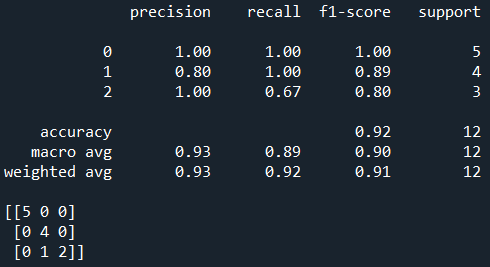 precision recall f1-score support
0 1.00 1.00 1.00 5
1 0.80 1.00 0.89 4
2 1.00 0.67 0.80 3
accuracy 0.92 12
macro avg 0.93 0.89 0.90 12
weighted avg 0.93 0.92 0.91 12
[[5 0 0]
[0 4 0]
[0 1 2]]